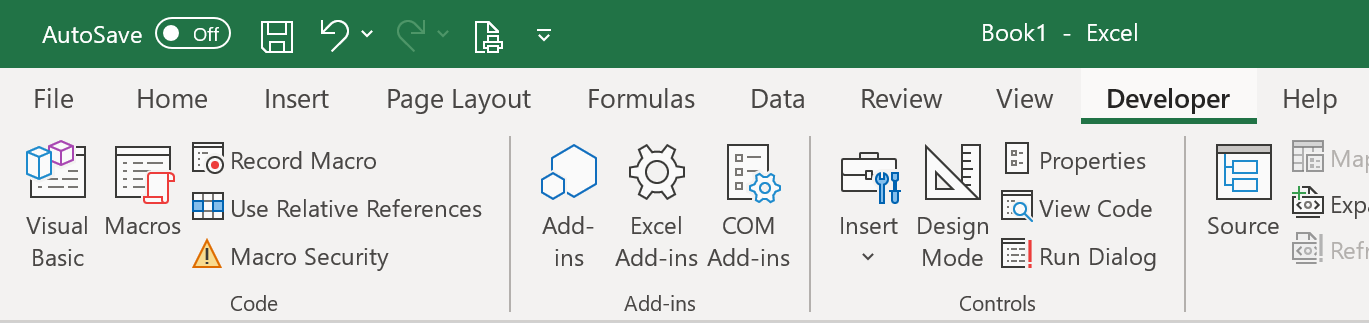 AutoSave Off Book1 - Excel
File Home Insert Page Layout Formulas Data Review View Developer Help
Visual Basic
Macros
Record Macro
Use Relative References
Macro Security
Code
Add-
ins
Excel
Add-ins
COM
Add-ins
Add-ins
Insert
Design
Mode
Properties
View Code
Run Dialog
Controls
Source